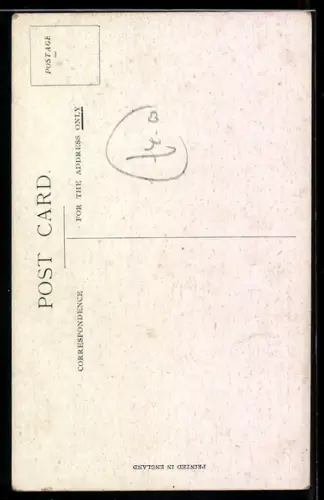 POST CARD.
CORRESPONDENCE
FOR THE ADDRESS ONLY
POSTAGE
PRINTED IN ENGLAND